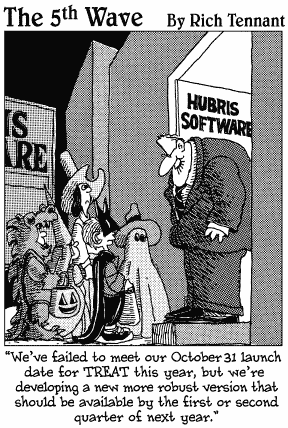 The 5th Wave By Rich Tennant
HUBRIS
SOFTWARE
IS
ARE
"We've failed to meet our October 31 launch
date for TREAT this year, but we're
developing a new more robust version that
should be available by the first or second
quarter of next year."